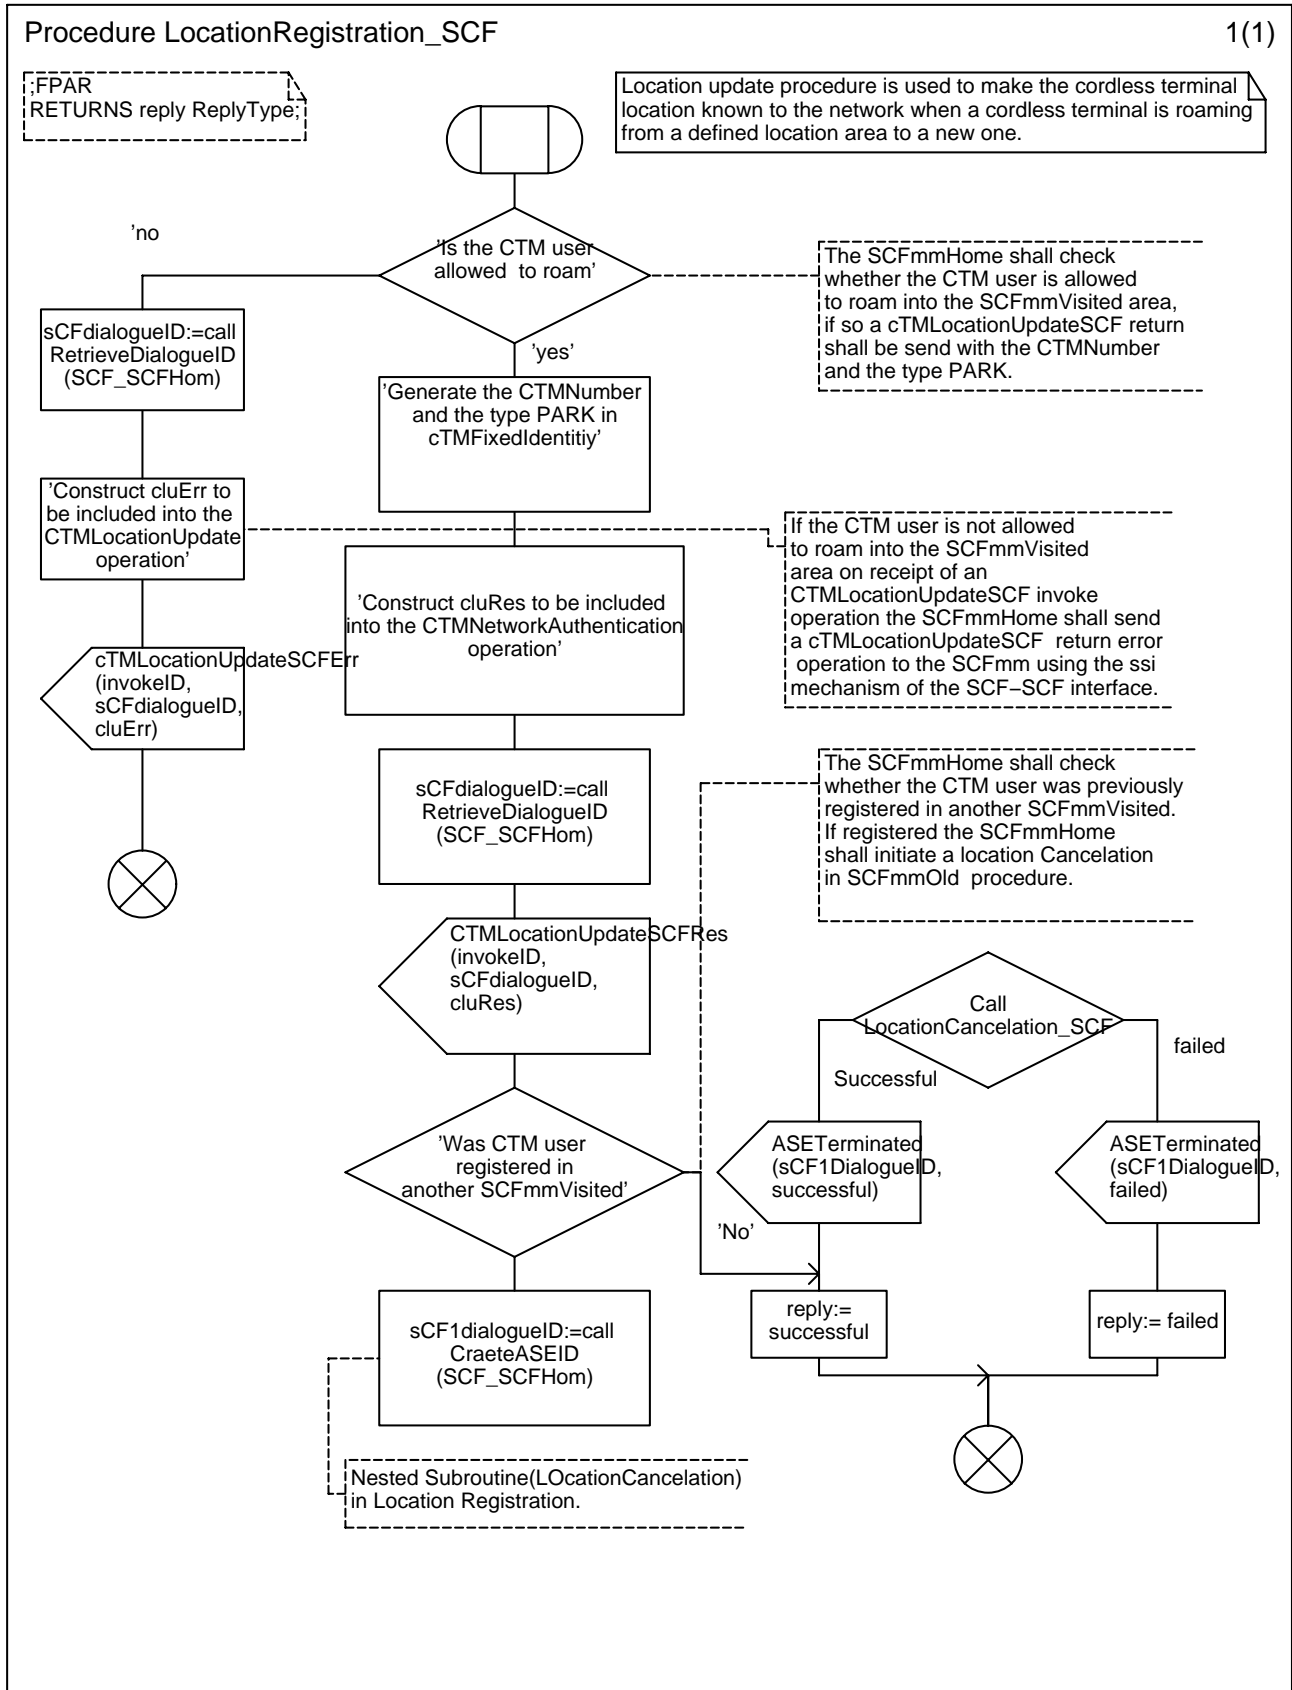 Procedure LocationRegistration_SCF
1(1)
;FPAR
RETURNS reply ReplyType;
Location update procedure is used to make the cordless terminal
location known to the network when a cordless terminal is roaming
from a defined location area to a new one.
'no
'Is the CTM user
allowed  to roam'
The SCFmmHome shall check
whether the CTM user is allowed
to roam into the SCFmmVisited area,
if so a cTMLocationUpdateSCF return
shall be send with the CTMNumber
and the type PARK.
sCFdialogueID:=call
RetrieveDialogueID
(SCF_SCFHom)
'yes'
'Generate the CTMNumber
and the type PARK in
cTMFixedIdentitiy'
'Construct cluErr to
be included into the
CTMLocationUpdate
operation'
If the CTM user is not allowed
to roam into the SCFmmVisited
area on receipt of an
CTMLocationUpdateSCF invoke
operation the SCFmmHome shall send
a cTMLocationUpdateSCF  return error
operation to the SCFmm using the ssi
mechanism of the SCF−SCF interface.
'Construct cluRes to be included
into the CTMNetworkAuthentication
operation'
cTMLocationUpdateSCFErr
(invokeID,
sCFdialogueID,
cluErr)
sCFdialogueID:=call
RetrieveDialogueID
(SCF_SCFHom)
The SCFmmHome shall check
whether the CTM user was previously
registered in another SCFmmVisited.
If registered the SCFmmHome
shall initiate a location Cancelation
in SCFmmOld  procedure.
CTMLocationUpdateSCFRes
(invokeID,
sCFdialogueID,
cluRes)
Call
LocationCancelation_SCF
Successful
failed
'Was CTM user
registered in
another SCFmmVisited'
ASETerminated
(sCF1DialogueID,
successful)
ASETerminated
(sCF1DialogueID,
failed)
'No'
sCF1dialogueID:=call
CraeteASEID
(SCF_SCFHom)
reply:=
successful
reply:= failed
Nested Subroutine(LOcationCancelation)
in Location Registration.